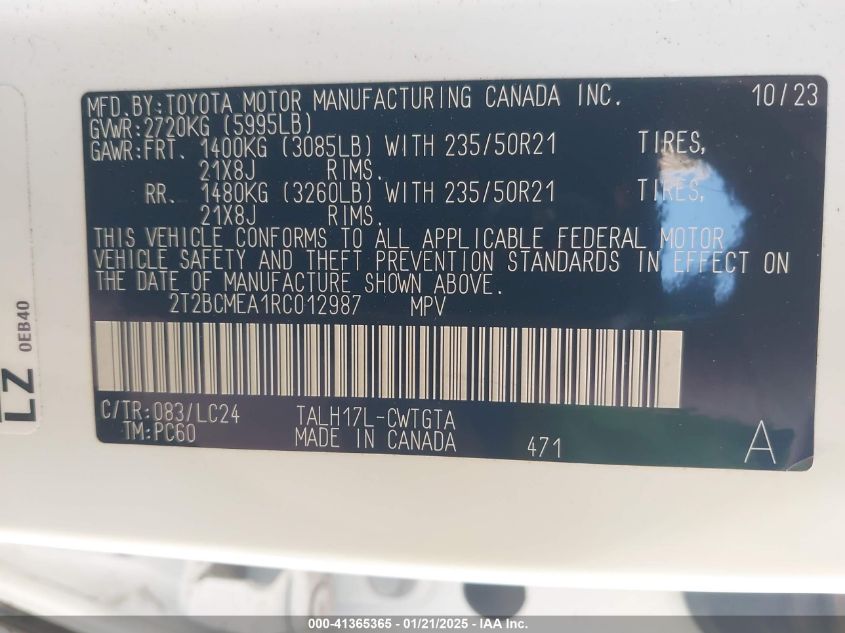 MFD.BY:TOYOTA MOTOR MANUFACTURING CANADA INC. 10/23
GVWR:2720KG (5995LB)
GAWR:FRT. 1400KG (3085LB) WITH 235/50R21 TIRES,
21X8J RIMS.
RR. 1480KG (3260LB) WITH 235/50R21 TIRES,
21X8J RIMS.
THIS VEHICLE CONFORMS TO ALL APPLICABLE FEDERAL MOTOR
VEHICLE SAFETY AND THEFT PREVENTION STANDARDS IN EFFECT ON
THE DATE OF MANUFACTURE SHOWN ABOVE.
2T2BCMEA1RC012987 MPV
C/TR:083/LC24 TALH17L-CWTGTA
TM:PC60 MADE IN CANADA 471 A
LZ 0EB40
000-41365365 - 01/21/2025 - IAA Inc.